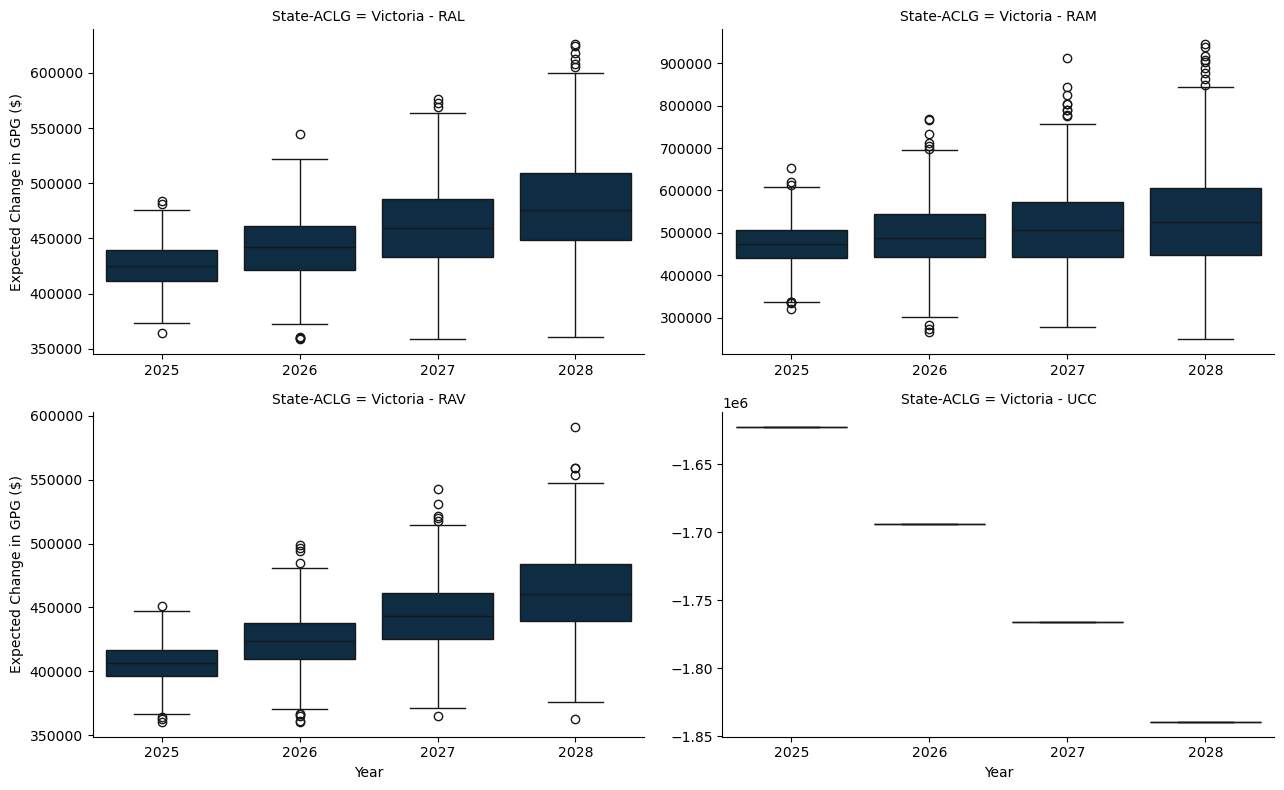 State-ACLG = Victoria - RAL
Expected Change in GPG ($)
600000
550000
500000
450000
400000
350000
2025 2026 2027 2028
State-ACLG = Victoria - RAM
900000
800000
700000
600000
500000
400000
300000
2025 2026 2027 2028
State-ACLG = Victoria - RAV
Expected Change in GPG ($)
600000
550000
500000
450000
400000
350000
2025 2026 2027 2028
Year
State-ACLG = Victoria - UCC
1e6
−1.65
−1.70
−1.75
−1.80
−1.85
2025 2026 2027 2028
Year